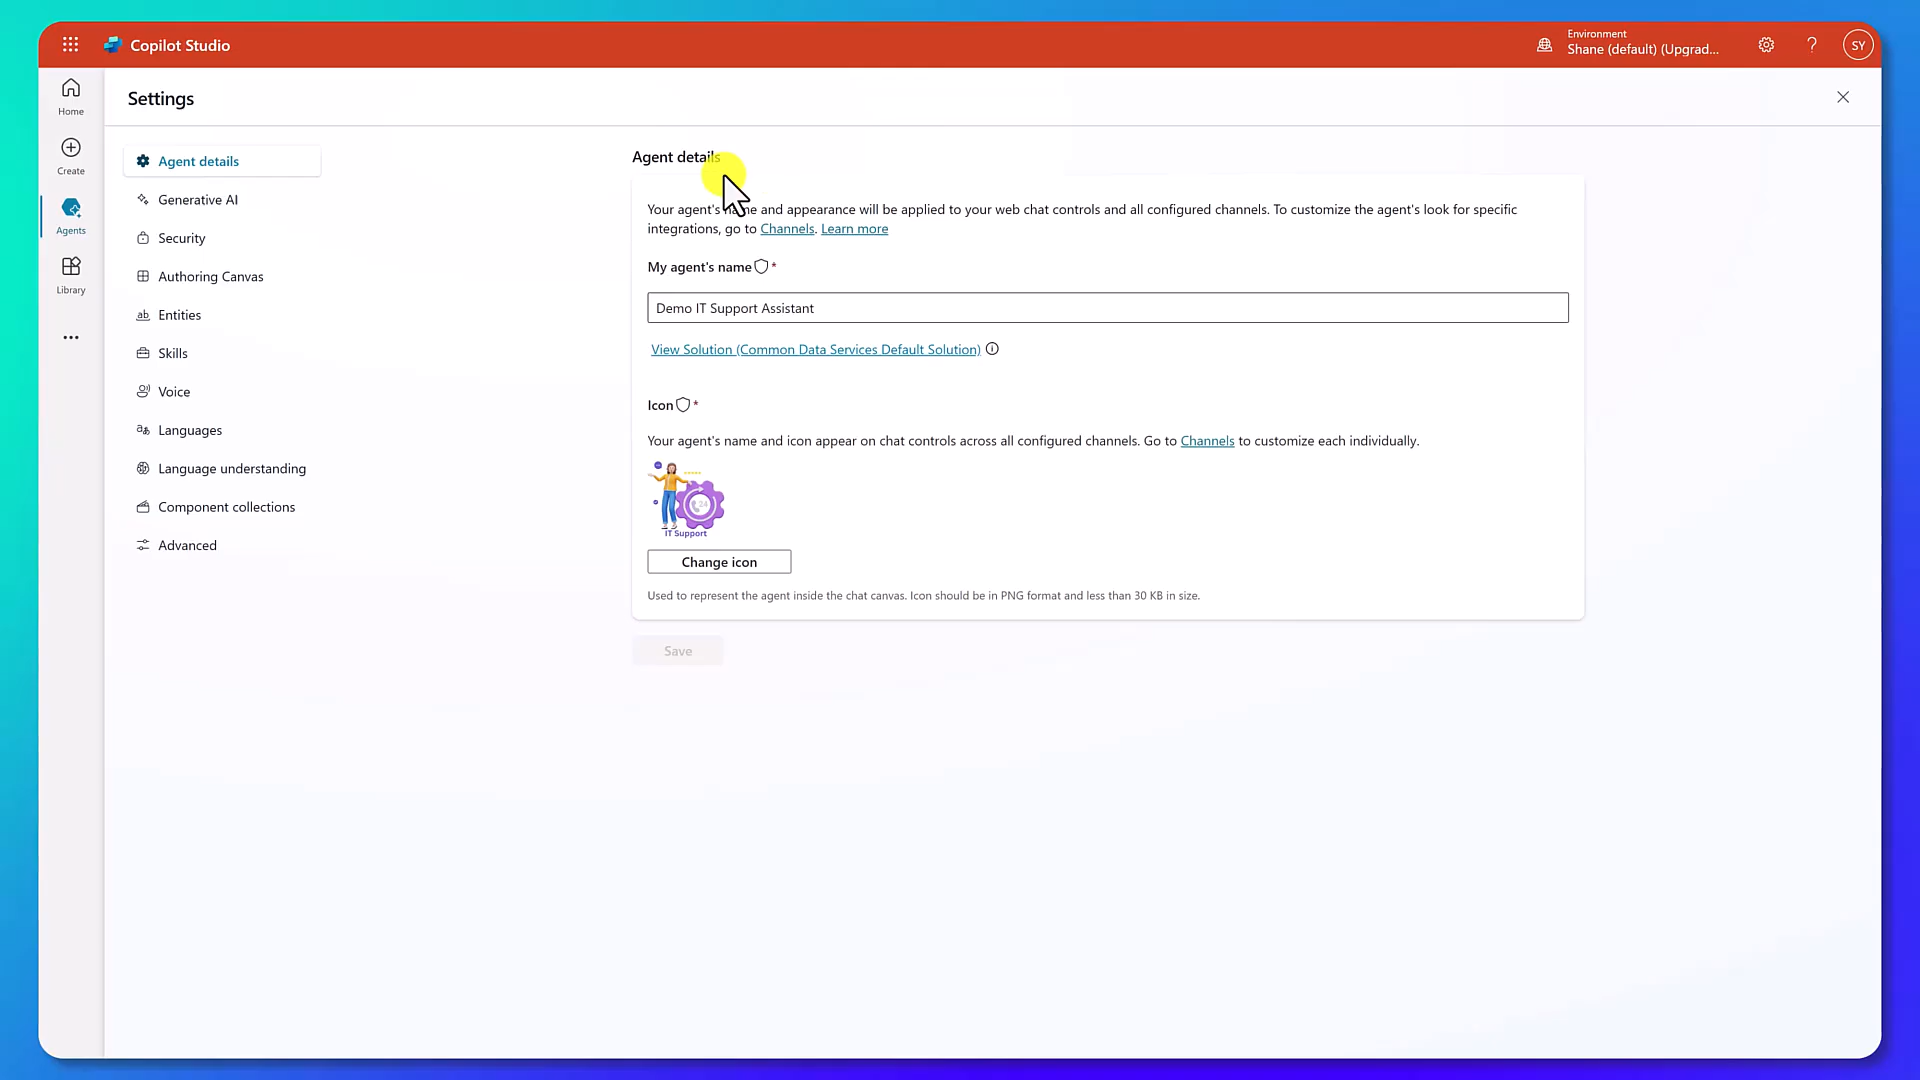 Copilot Studio
Environment
Shane (default) (Upgrad...
?
SY
Home
Create
Agents
Library
Settings
Agent details
Generative AI
Security
Authoring Canvas
Entities
Skills
Voice
Languages
Language understanding
Component collections
Advanced
Agent details
Your agent's name and appearance will be applied to your web chat controls and all configured channels. To customize the agent's look for specific
integrations, go to Channels. Learn more
My agent's name *
Demo IT Support Assistant
View Solution (Common Data Services Default Solution)
Icon *
Your agent's name and icon appear on chat controls across all configured channels. Go to Channels to customize each individually.
24
IT Support
Change icon
Used to represent the agent inside the chat canvas. Icon should be in PNG format and less than 30 KB in size.
Save